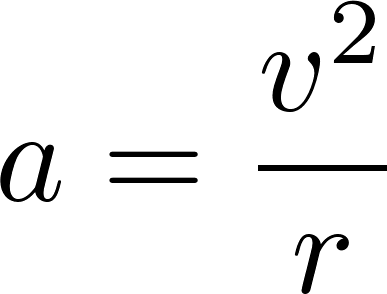 a = v²/r